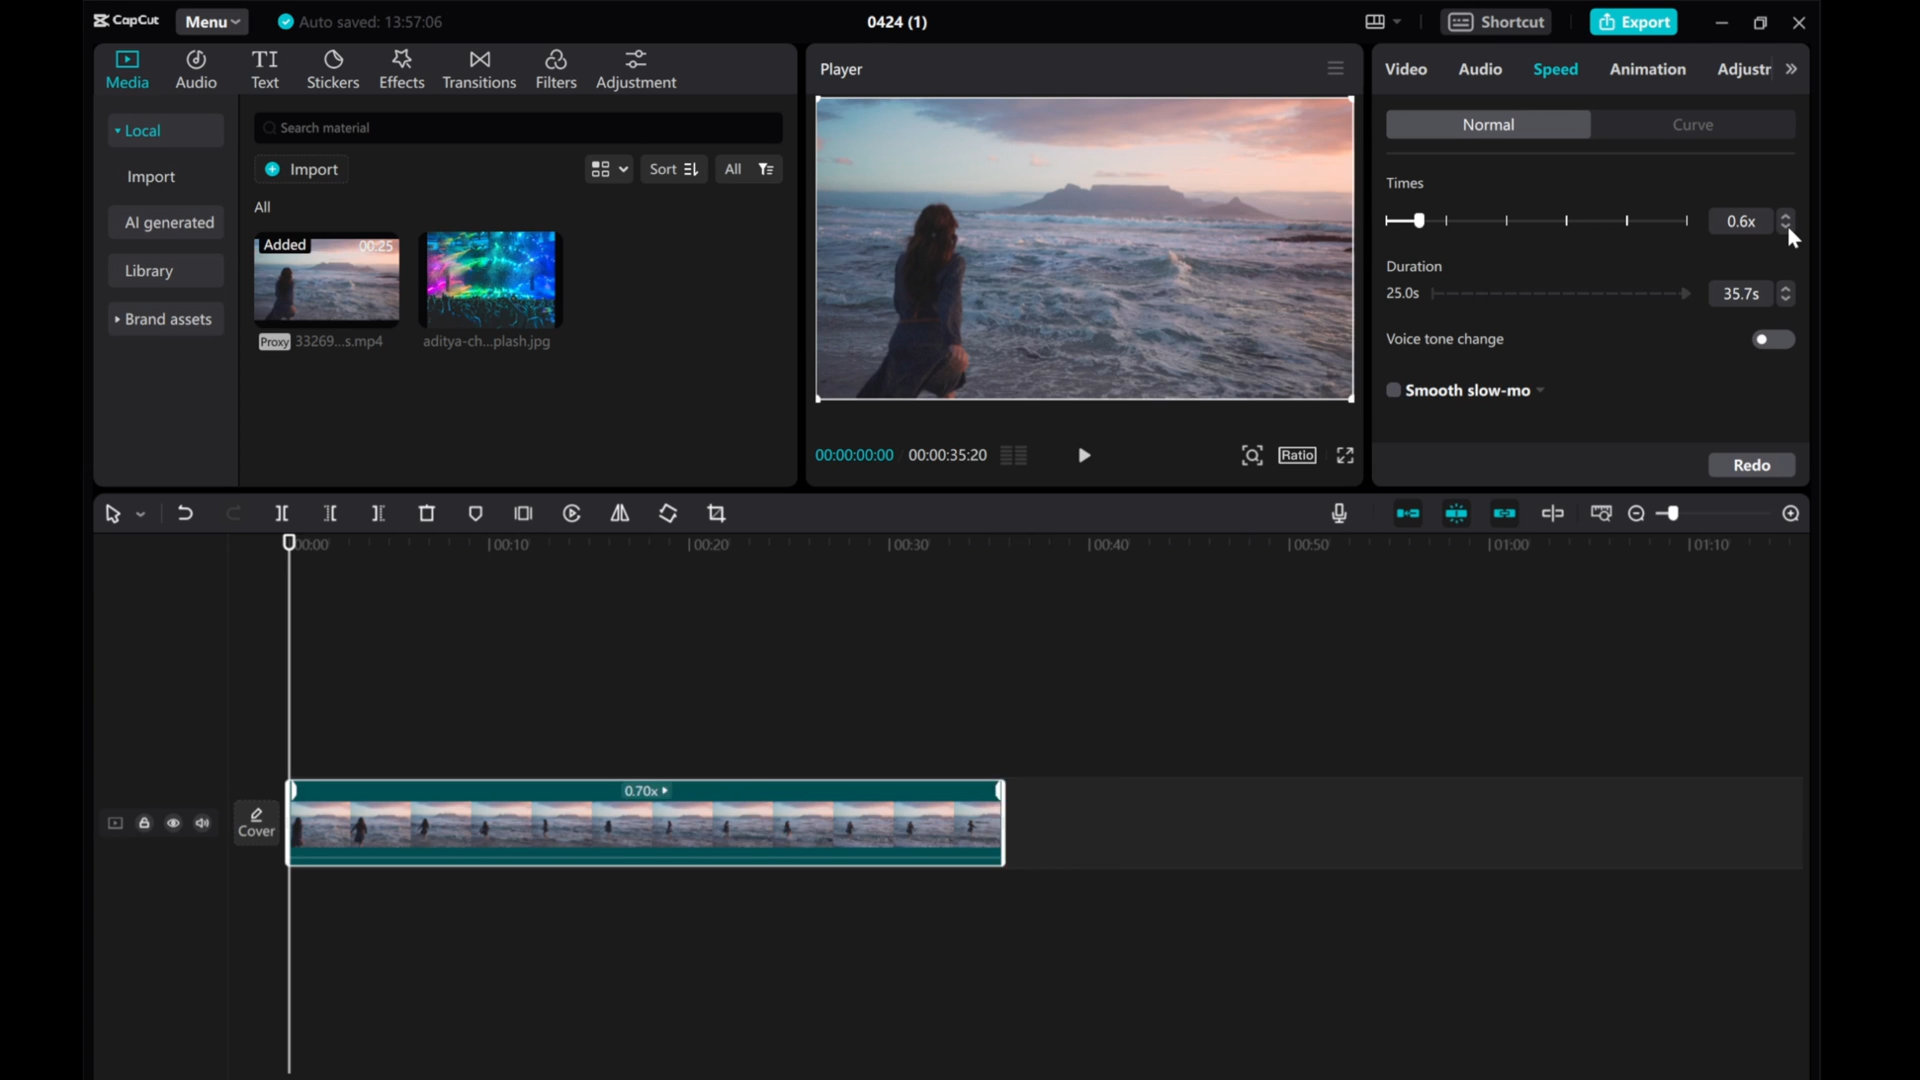 CapCut
Menu
Auto saved: 13:57:06
0424 (1)
Shortcut
Export
Media
Audio
TI
Text
Stickers
Effects
Transitions
Filters
Adjustment
Local
Import
AI generated
Library
Brand assets
Search material
Import
Sort
All
All
Added
00:25
Proxy
33269...s.mp4
aditya-ch...plash.jpg
Player
00:00:00:00
00:00:35:20
Ratio
Video
Audio
Speed
Animation
Adjustr
Normal
Curve
Times
0.6x
Duration
25.0s
35.7s
Voice tone change
Smooth slow-mo
Redo
00:00
00:10
00:20
00:30
00:40
00:50
01:00
01:10
0.70x
Cover